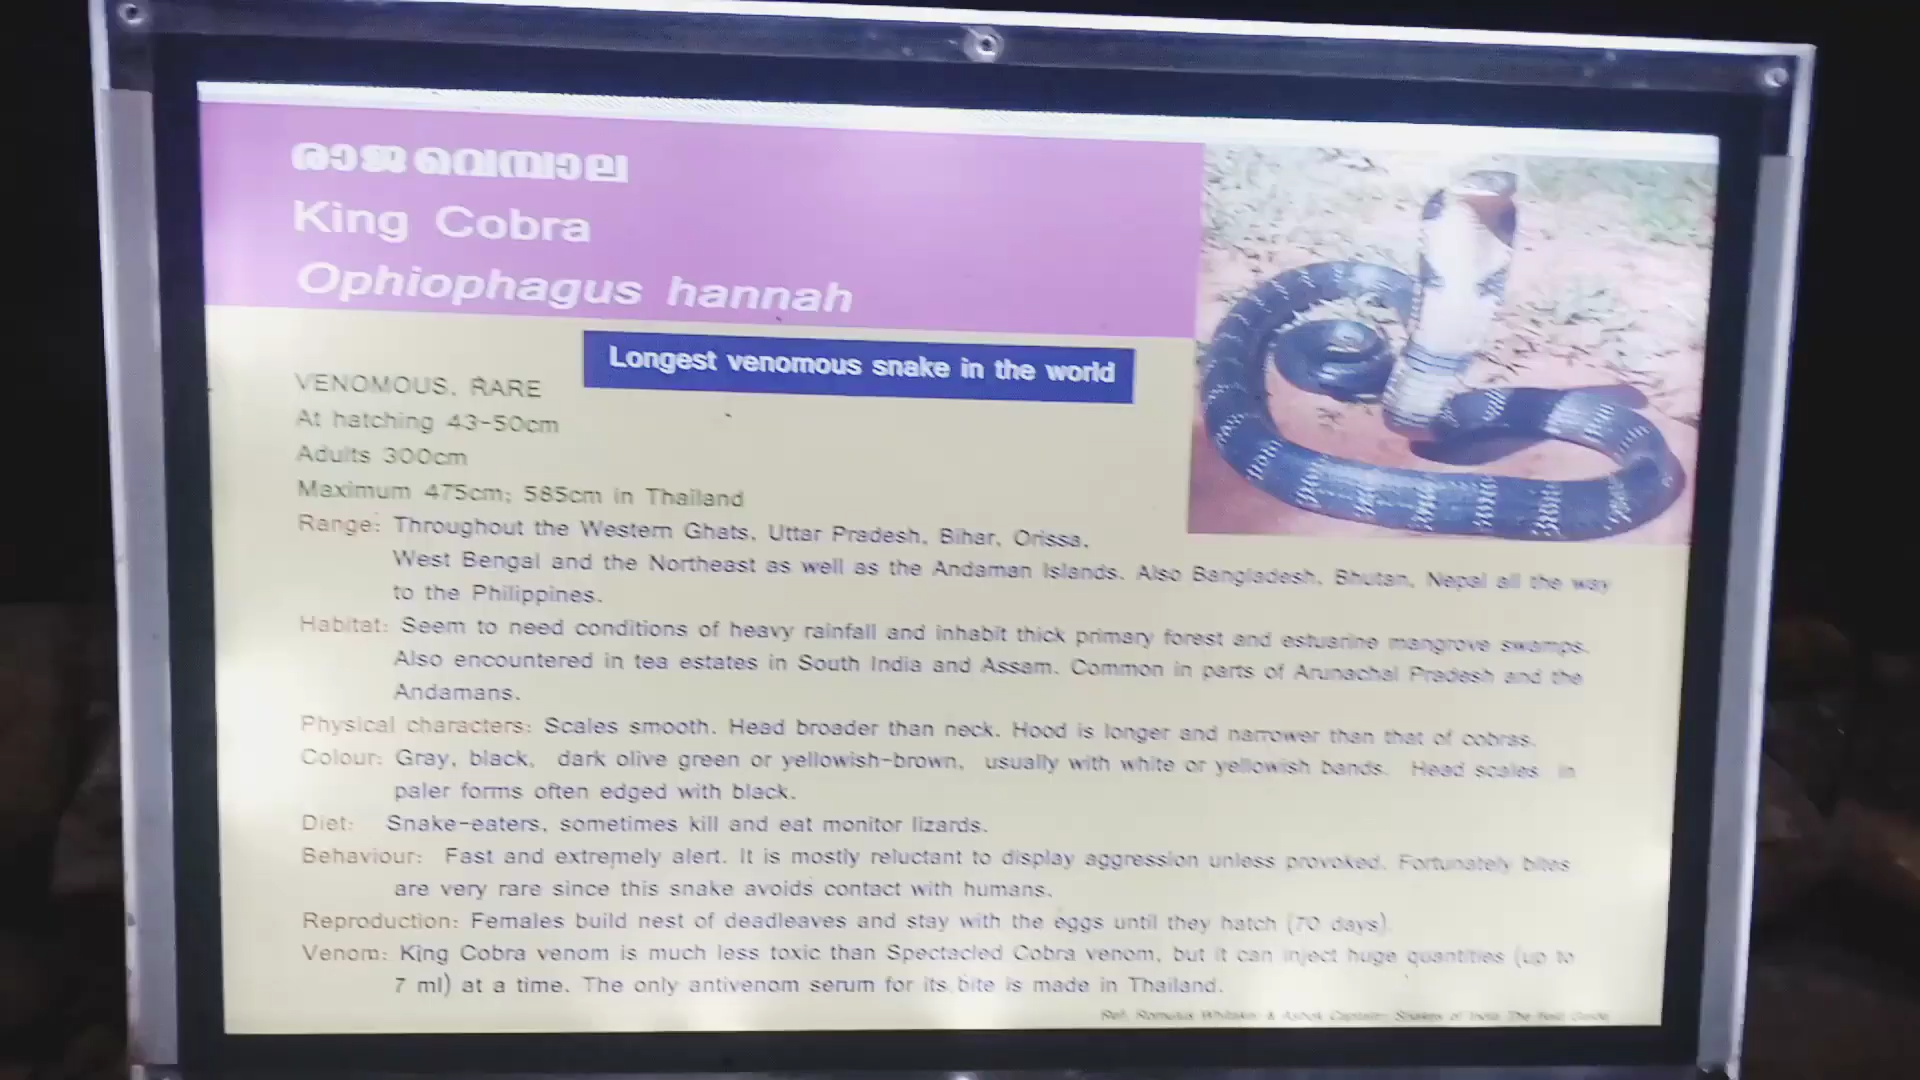 രാജവെമ്പാല
King Cobra
Ophiophagus hannah
Longest venomous snake in the world
VENOMOUS, RARE
At hatching 43-50cm
Adults 300cm
Maximum 475cm; 585cm in Thailand
Range: Throughout the Western Ghats, Uttar Pradesh, Bihar, Orissa,
West Bengal and the Northeast as well as the Andaman Islands. Also Bangladesh, Bhutan, Nepal all the way
to the Philippines.
Habitat: Seem to need conditions of heavy rainfall and inhabit thick primary forest and estuarine mangrove swamps.
Also encountered in tea estates in South India and Assam. Common in parts of Arunachal Pradesh and the
Andamans.
Physical characters: Scales smooth. Head broader than neck. Hood is longer and narrower than that of cobras.
Colour: Gray, black, dark olive green or yellowish-brown, usually with white or yellowish bands. Head scales in
paler forms often edged with black.
Diet: Snake-eaters, sometimes kill and eat monitor lizards.
Behaviour: Fast and extremely alert. It is mostly reluctant to display aggression unless provoked. Fortunately bites
are very rare since this snake avoids contact with humans.
Reproduction: Females build nest of deadleaves and stay with the eggs until they hatch (70 days).
Venom: King Cobra venom is much less toxic than Spectacled Cobra venom, but it can inject huge quantities (up to
7 ml) at a time. The only antivenom serum for its bite is made in Thailand.
Ref: Romulus Whitaker & Ashok Captain: Snakes of India The Field Guide